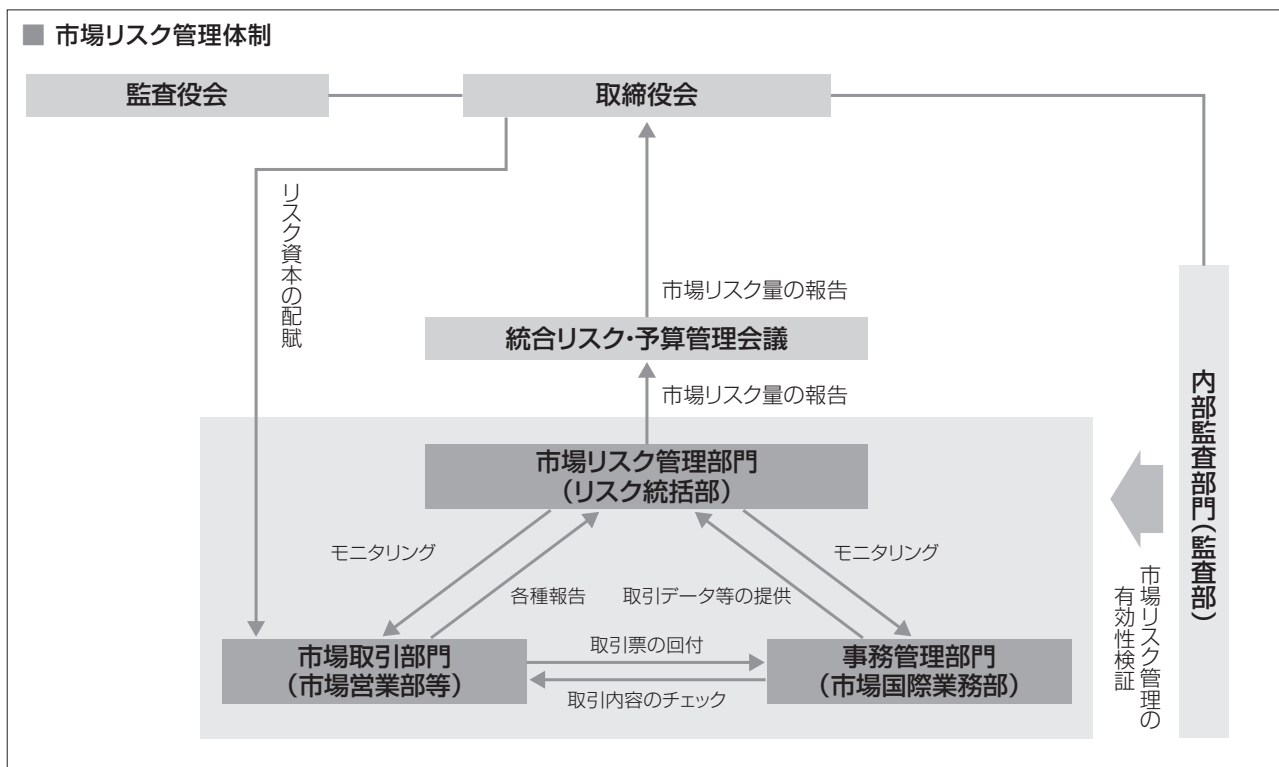 ■ 市場リスク管理体制
監査役会
取締役会
リスク資本の配賦
市場リスク量の報告
統合リスク・予算管理会議
市場リスク量の報告
市場リスク管理部門
（リスク統括部）
モニタリング
モニタリング
各種報告
取引データ等の提供
市場取引部門
（市場営業部等）
取引票の回付
取引内容のチェック
事務管理部門
（市場国際業務部）
内部監査部門（監査部）
市場リスク管理の
有効性検証